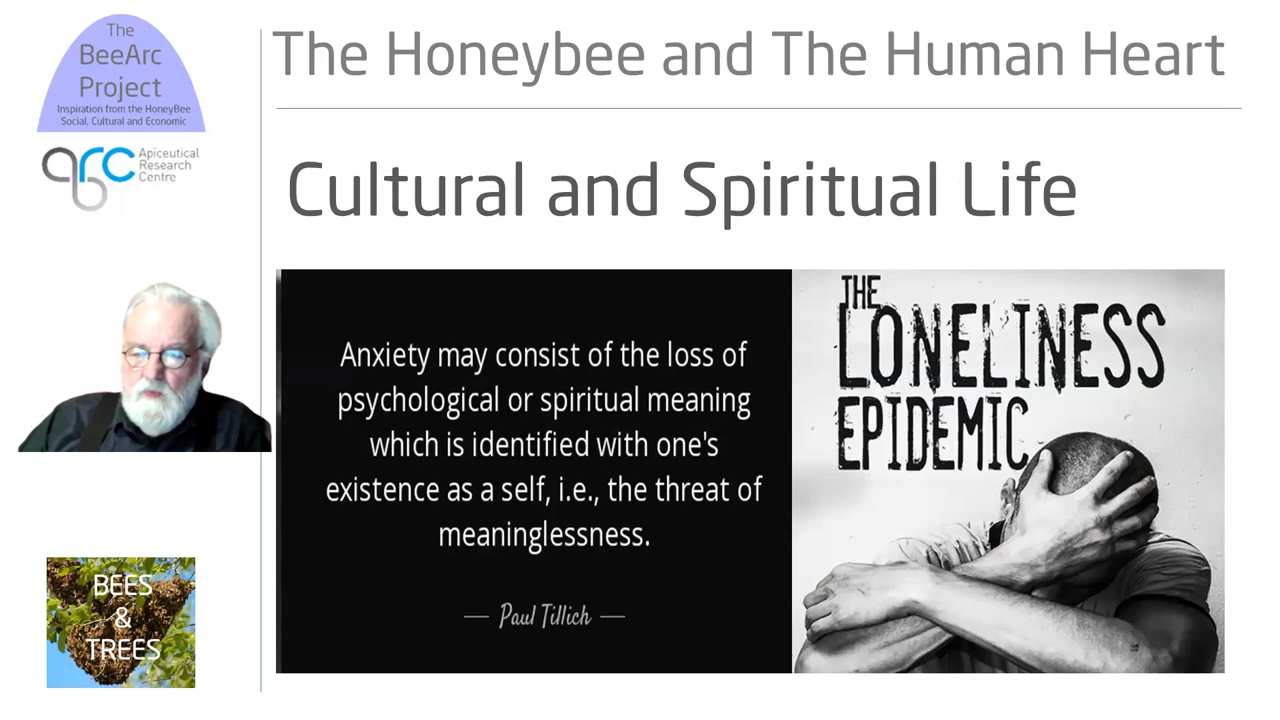 The
BeeArc
Project
Inspiration from the HoneyBee
Social, Cultural and Economic
arc
Apiceutical
Research
Centre
The Honeybee and The Human Heart
Cultural and Spiritual Life
Anxiety may consist of the loss of
psychological or spiritual meaning
which is identified with one's
existence as a self, i.e., the threat of
meaninglessness.
— Paul Tillich —
THE
LONELINESS
EPIDEMIC
BEES
&
TREES